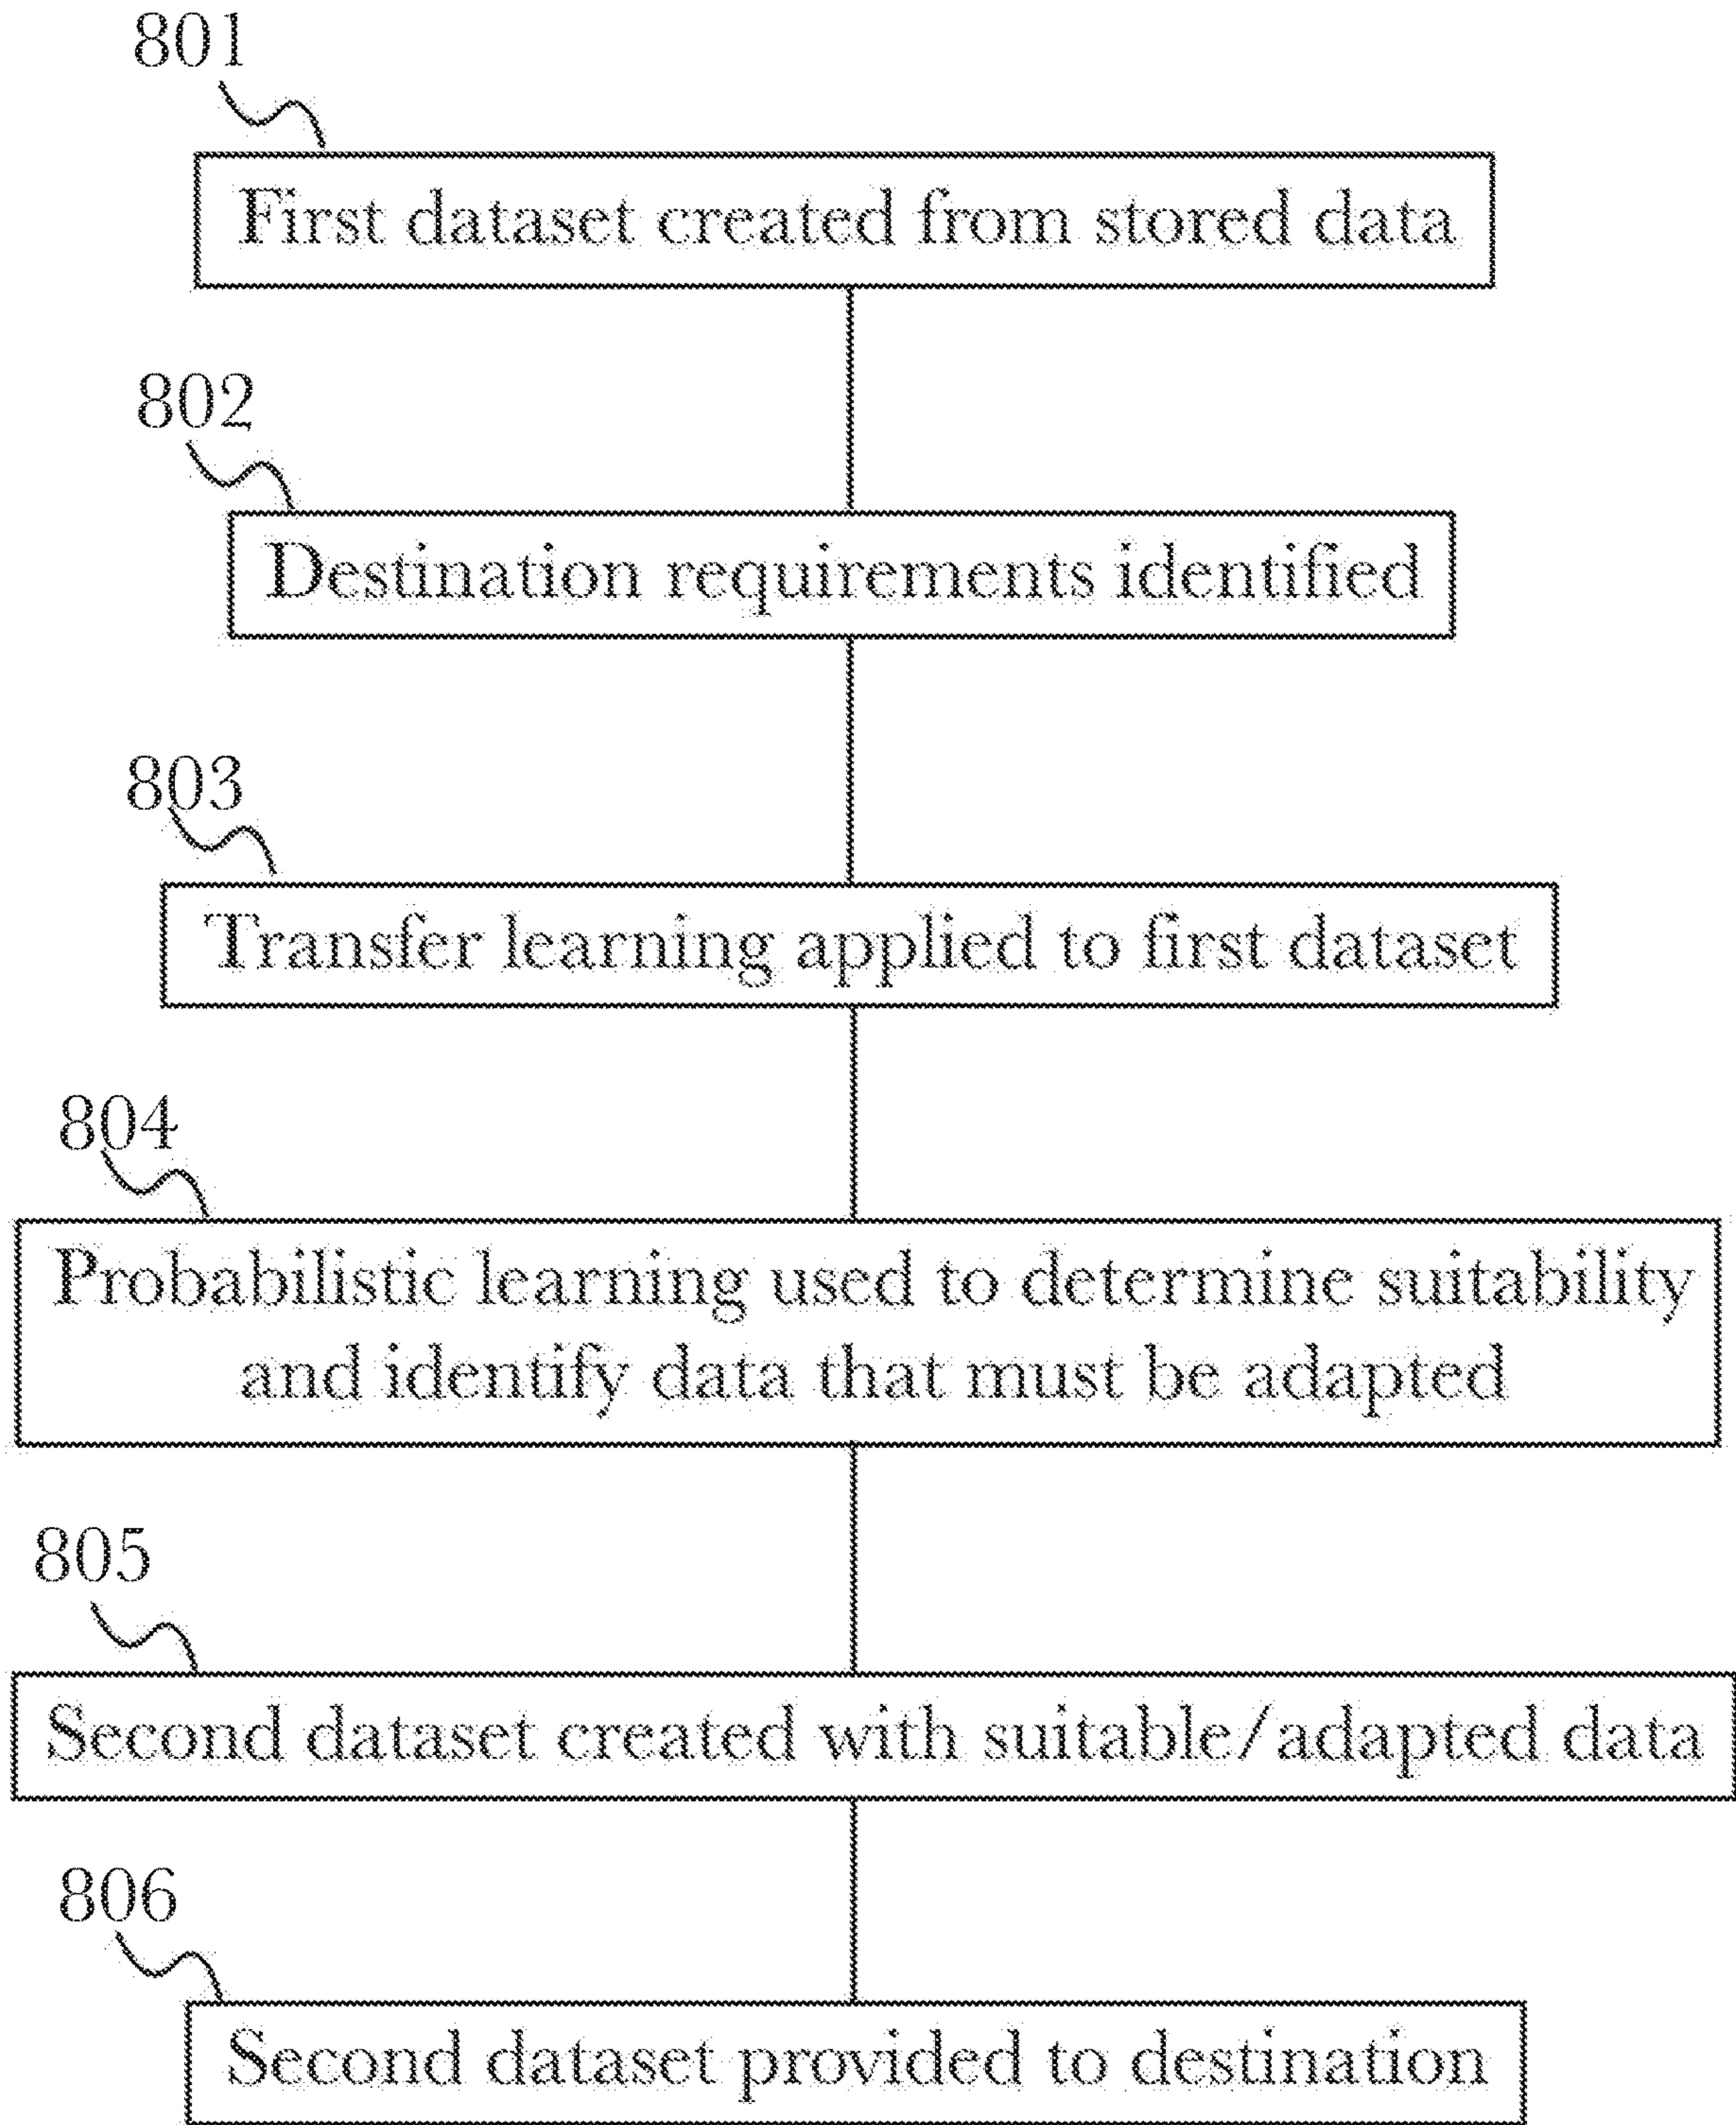 801
First dataset created from stored data
802
Destination requirements identified
803
Transfer learning applied to first dataset
804
Probabilistic learning used to determine suitability
and identify data that must be adapted
805
Second dataset created with suitable/adapted data
806
Second dataset provided to destination